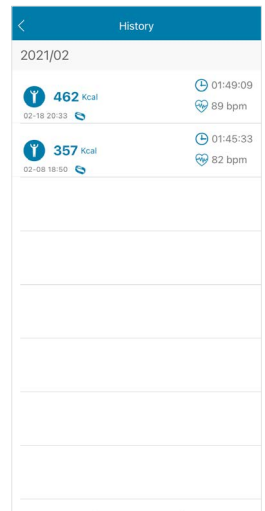 History
2021/02
462 Kcal
01:49:09
02-18 20:33
89 bpm
357 Kcal
01:45:33
02-08 18:50
82 bpm